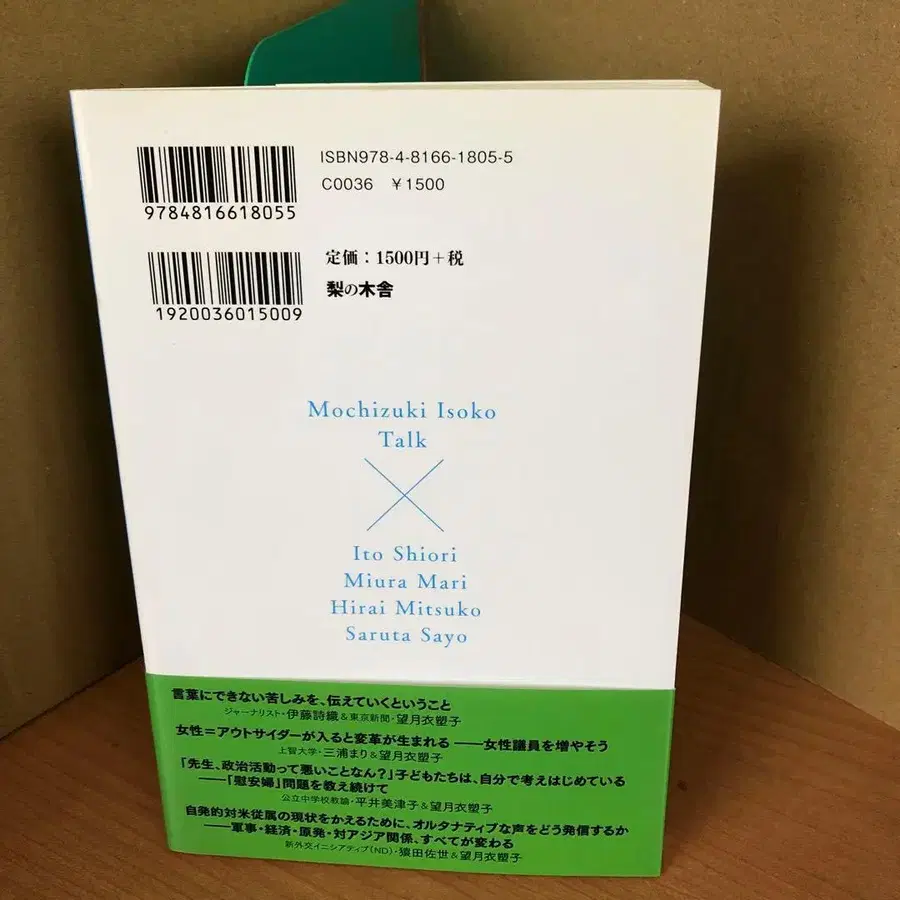 ISBN978-4-8166-1805-5
C0036 ¥1500
9784816618055
定価：1500円+税
梨の木舎
1920036015009
Mochizuki Isoko
Talk
×
Ito Shiori
Miura Mari
Hirai Mitsuko
Saruta Sayo
言葉にできない苦しみを、伝えていくということ
ジャーナリスト・伊藤詩織&東京新聞・望月衣塑子
女性=アウトサイダーが入ると変革が生まれる——女性議員を増やそう
上智大学・三浦まり&望月衣塑子
「先生、政治活動って悪いことなん?」子どもたちは、自分で考えはじめている
——「慰安婦」問題を教え続けて
公立中学校教諭・平井美津子&望月衣塑子
自発的対米従属の現状をかえるために、オルタナティブな声をどう発信するか
——軍事・経済・原発・対アジア関係、すべてが変わる
新外交イニシアティブ(ND)・猿田佐世&望月衣塑子